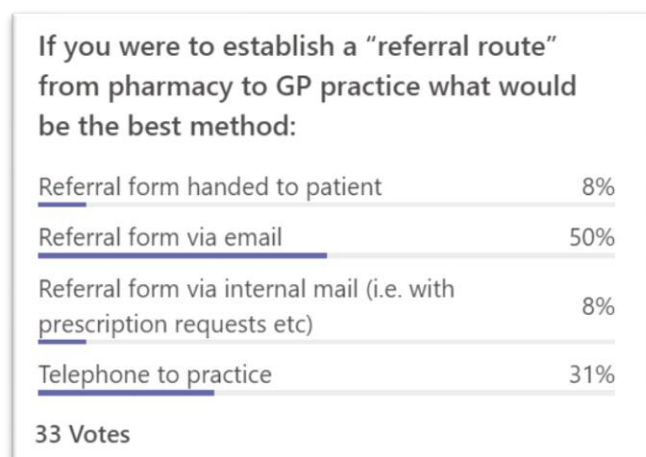 If you were to establish a “referral route”
from pharmacy to GP practice what would
be the best method:
Referral form handed to patient 8%
Referral form via email 50%
Referral form via internal mail (i.e. with
prescription requests etc) 8%
Telephone to practice 31%
33 Votes